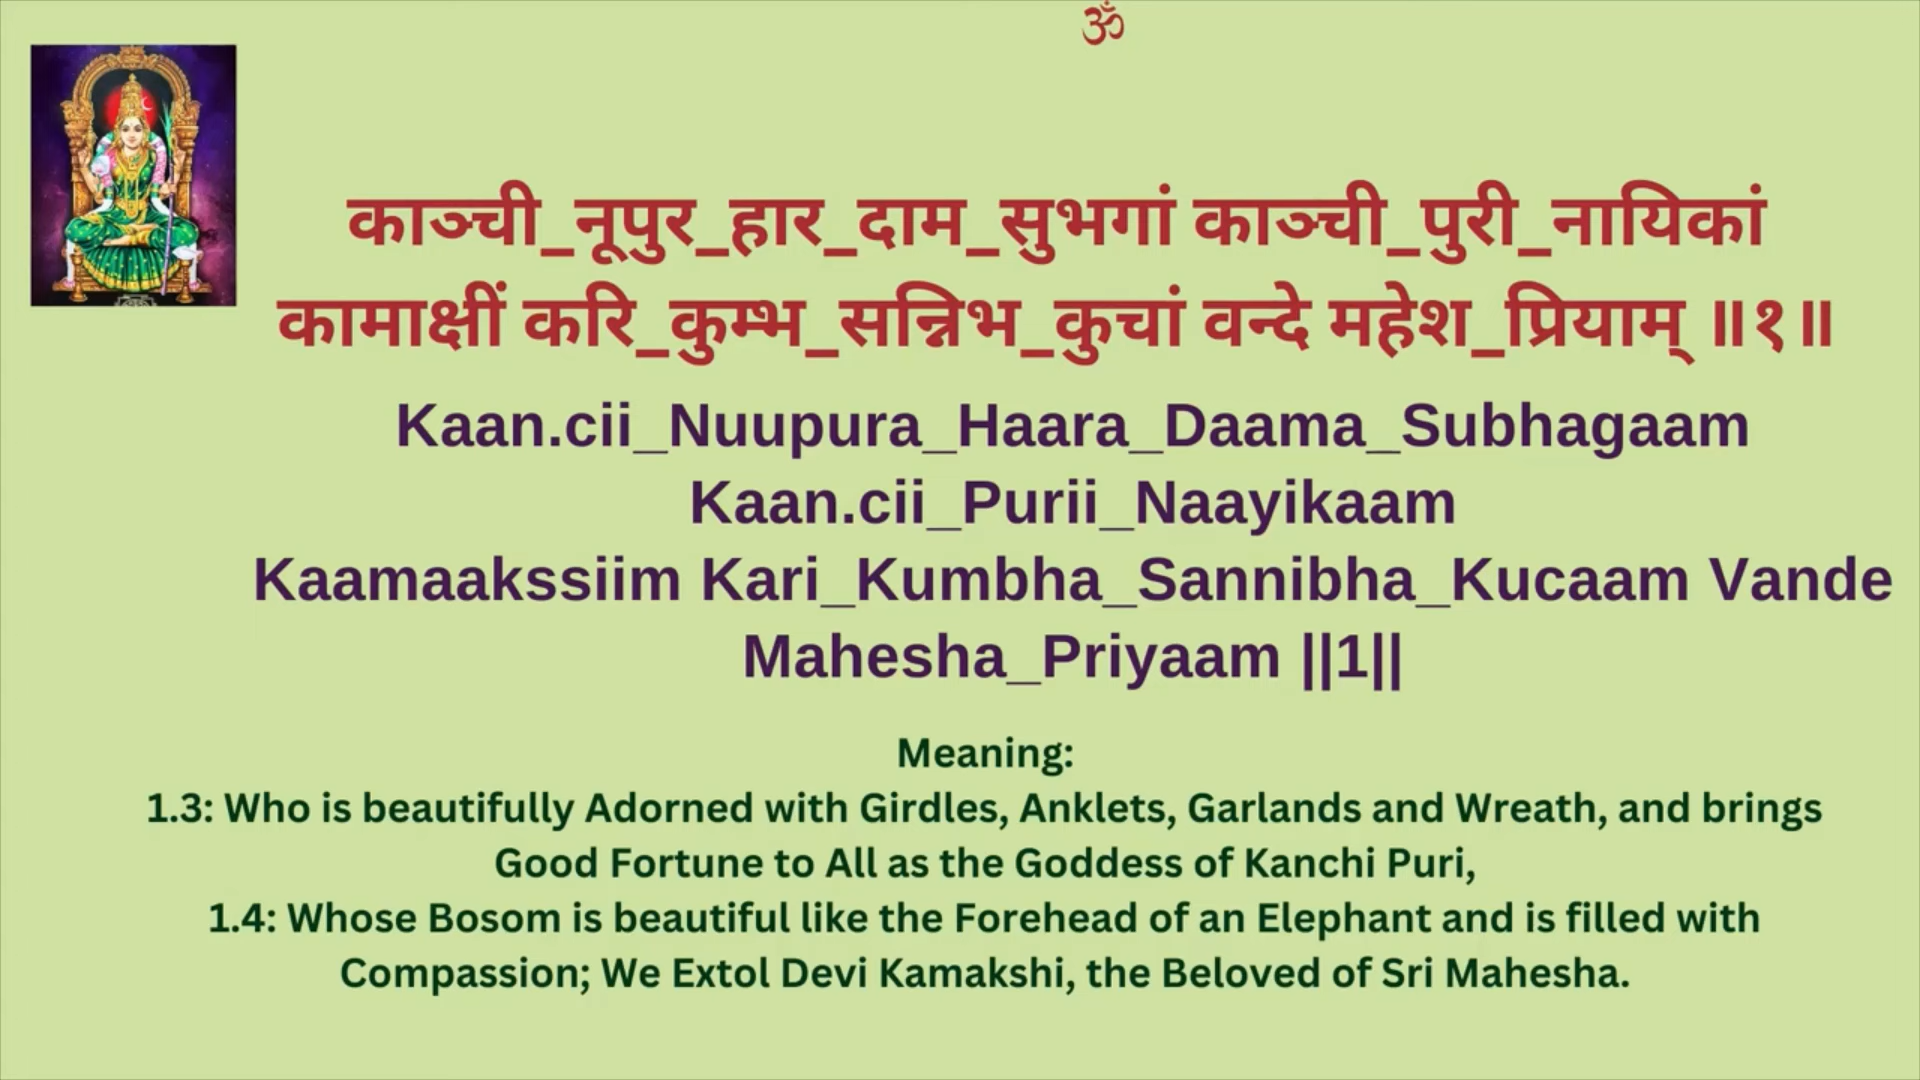 ॐ
काञ्ची_नूपुर_हार_दाम_सुभगां काञ्ची_पुरी_नायिकां
कामाक्षीं करि_कुम्भ_सन्निभ_कुचां वन्दे महेश_प्रियाम् ॥१॥
Kaan.cii_Nuupura_Haara_Daama_Subhagaam
Kaan.cii_Purii_Naayikaam
Kaamaakssiim Kari_Kumbha_Sannibha_Kucaam Vande
Mahesha_Priyaam ||1||
Meaning:
1.3: Who is beautifully Adorned with Girdles, Anklets, Garlands and Wreath, and brings
Good Fortune to All as the Goddess of Kanchi Puri,
1.4: Whose Bosom is beautiful like the Forehead of an Elephant and is filled with
Compassion; We Extol Devi Kamakshi, the Beloved of Sri Mahesha.